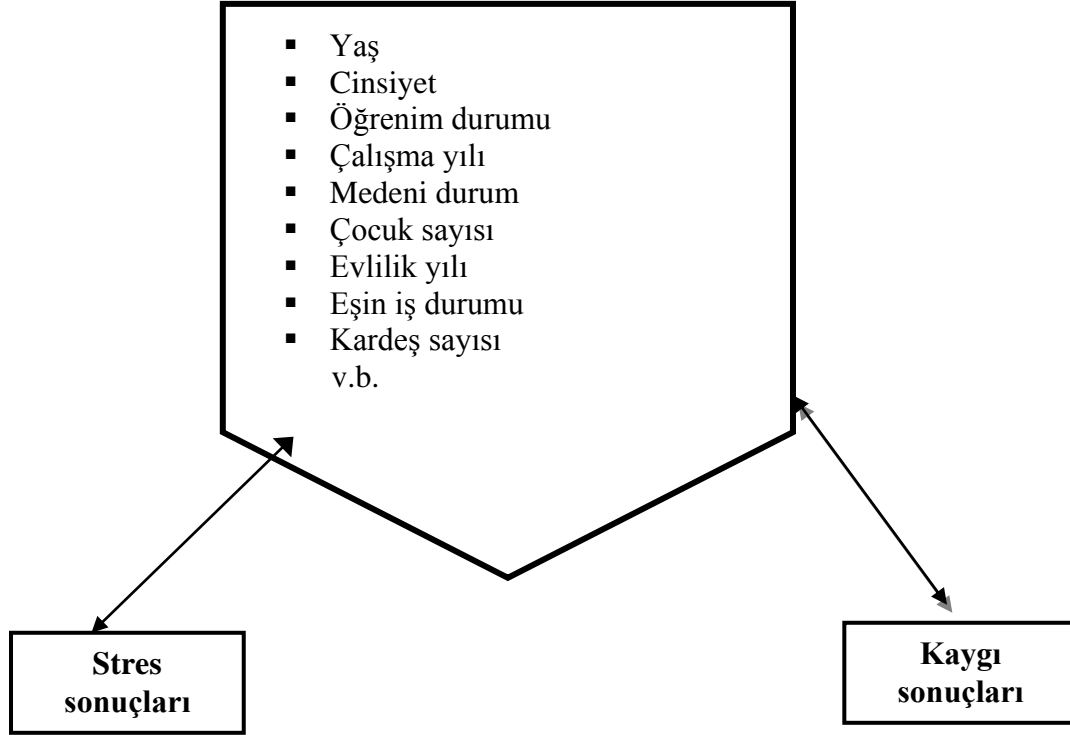 ▪ Yaş
▪ Cinsiyet
▪ Öğrenim durumu
▪ Çalışma yılı
▪ Medeni durum
▪ Çocuk sayısı
▪ Evlilik yılı
▪ Eşin iş durumu
▪ Kardeş sayısı
v.b.
Stres
sonuçları
Kaygı
sonuçları